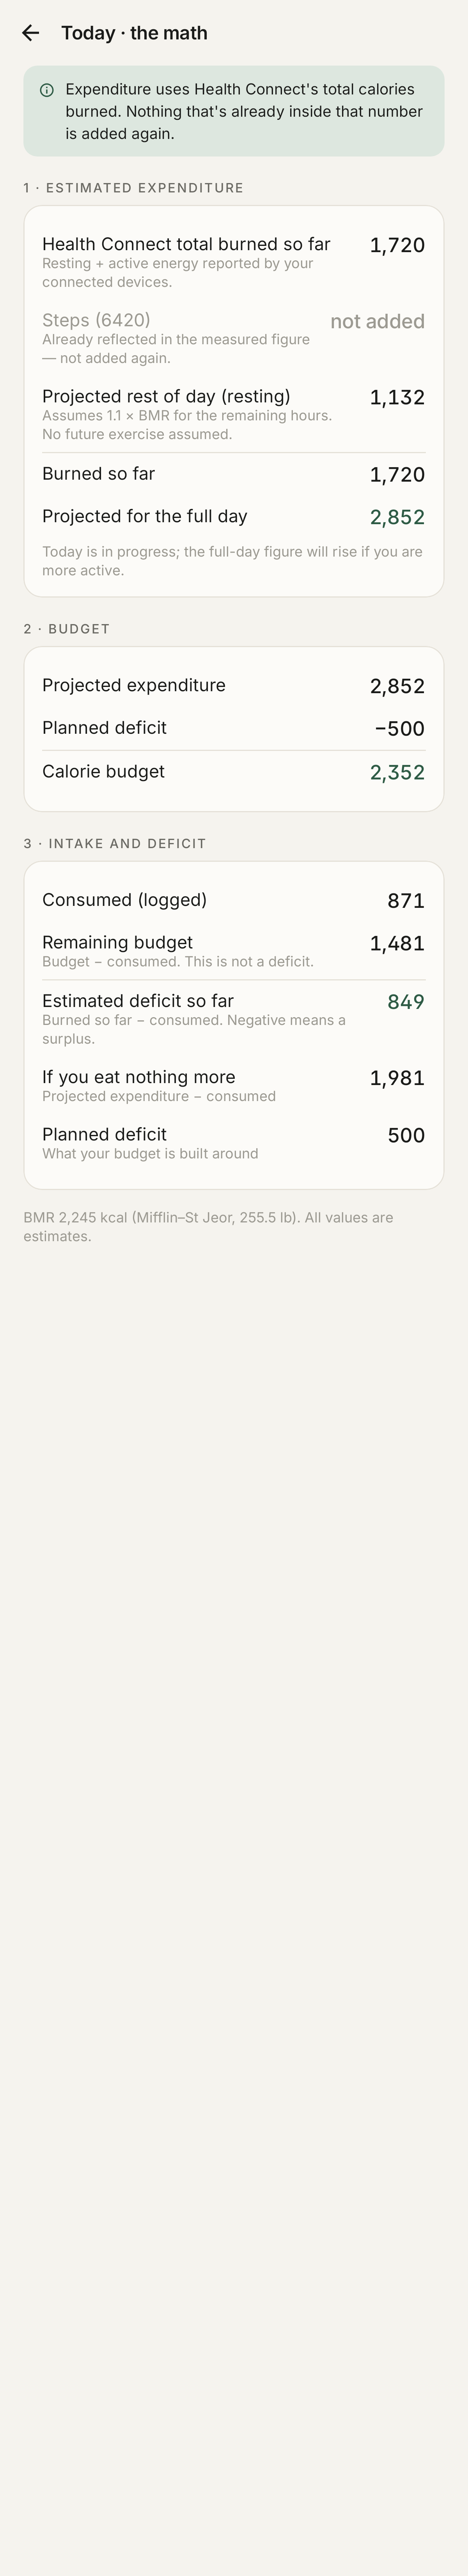 Today · the math
Expenditure uses Health Connect's total calories
burned. Nothing that's already inside that number
is added again.
1 · ESTIMATED EXPENDITURE
Health Connect total burned so far 1,720
Resting + active energy reported by your
connected devices.
Steps (6420) not added
Already reflected in the measured figure
— not added again.
Projected rest of day (resting) 1,132
Assumes 1.1 × BMR for the remaining hours.
No future exercise assumed.
Burned so far 1,720
Projected for the full day 2,852
Today is in progress; the full-day figure will rise if you are
more active.
2 · BUDGET
Projected expenditure 2,852
Planned deficit −500
Calorie budget 2,352
3 · INTAKE AND DEFICIT
Consumed (logged) 871
Remaining budget 1,481
Budget − consumed. This is not a deficit.
Estimated deficit so far 849
Burned so far − consumed. Negative means a
surplus.
If you eat nothing more 1,981
Projected expenditure − consumed
Planned deficit 500
What your budget is built around
BMR 2,245 kcal (Mifflin–St Jeor, 255.5 lb). All values are
estimates.